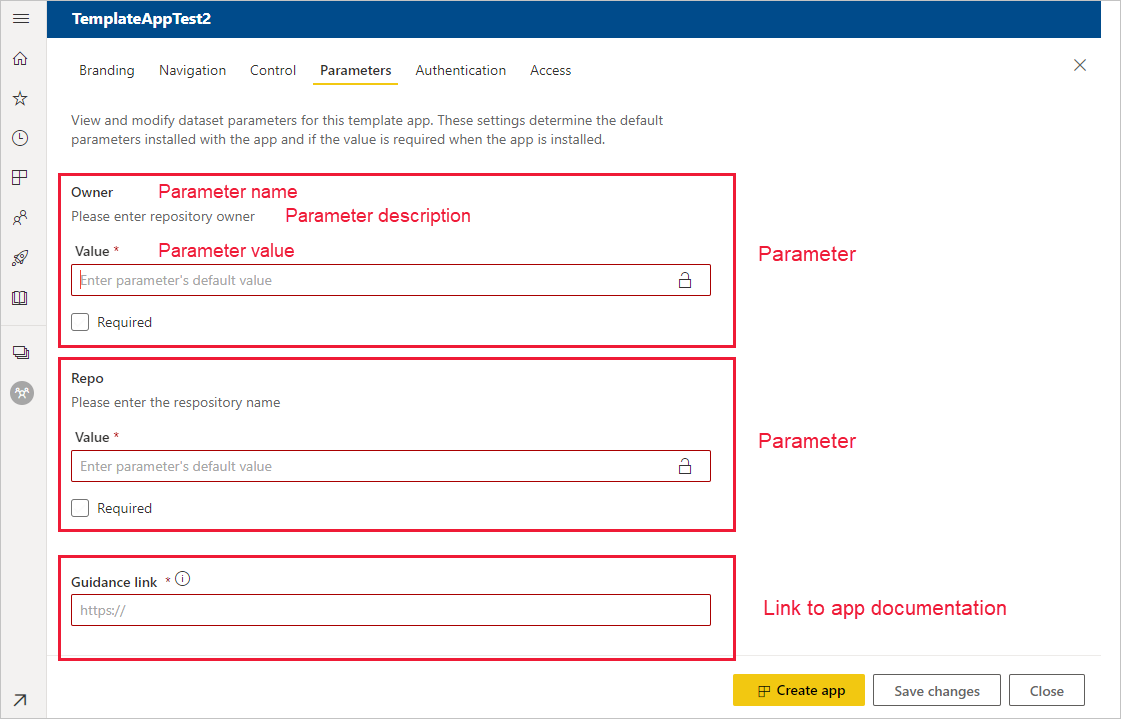 TemplateAppTest2
Branding Navigation Control Parameters Authentication Access
View and modify dataset parameters for this template app. These settings determine the default
parameters installed with the app and if the value is required when the app is installed.
Owner Parameter name
Please enter repository owner Parameter description
Value * Parameter value
Parameter
Enter parameter's default value
Required
Repo
Please enter the respository name
Value *
Parameter
Enter parameter's default value
Required
Guidance link *
https://
Link to app documentation
Create app Save changes Close